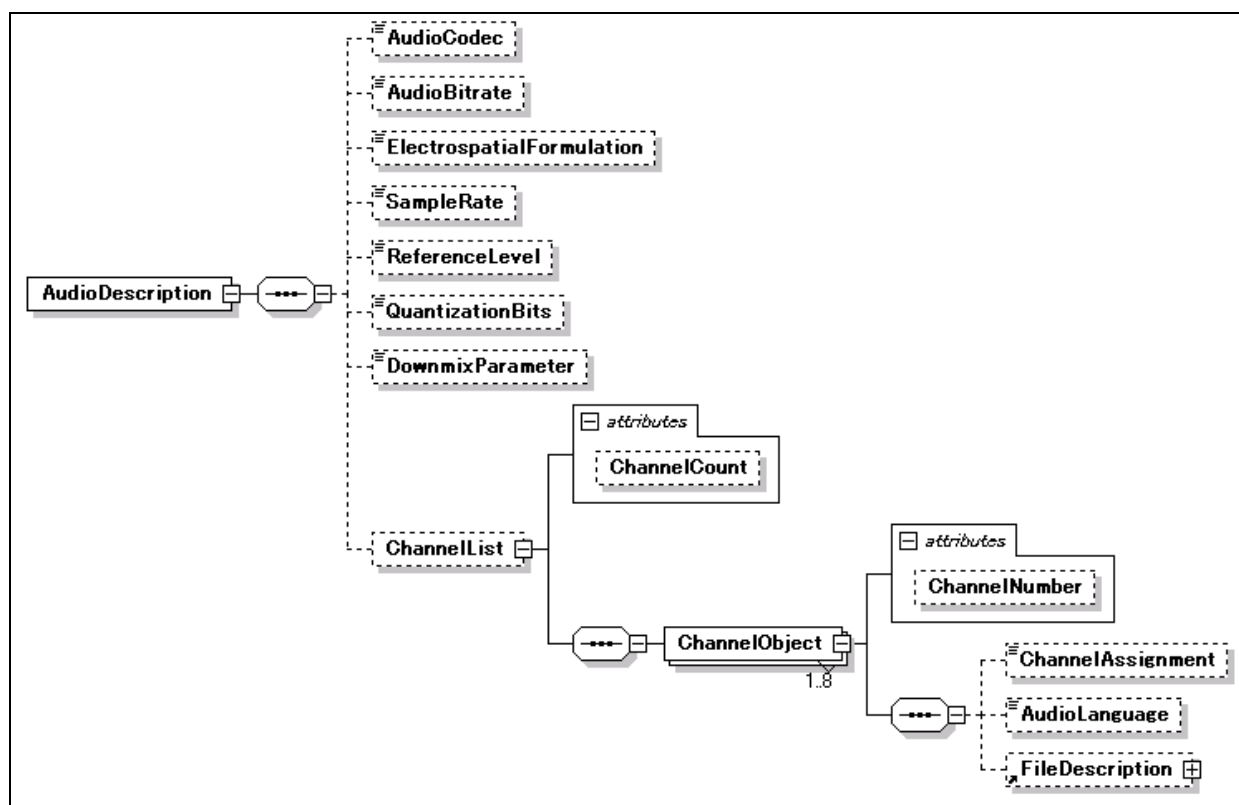 AudioCodec
AudioBitrate
ElectrospatialFormulation
SampleRate
ReferenceLevel
AudioDescription
QuantizationBits
DownmixParameter
attributes
ChannelCount
ChannelList
attributes
ChannelNumber
ChannelObject
1..8
ChannelAssignment
AudioLanguage
FileDescription